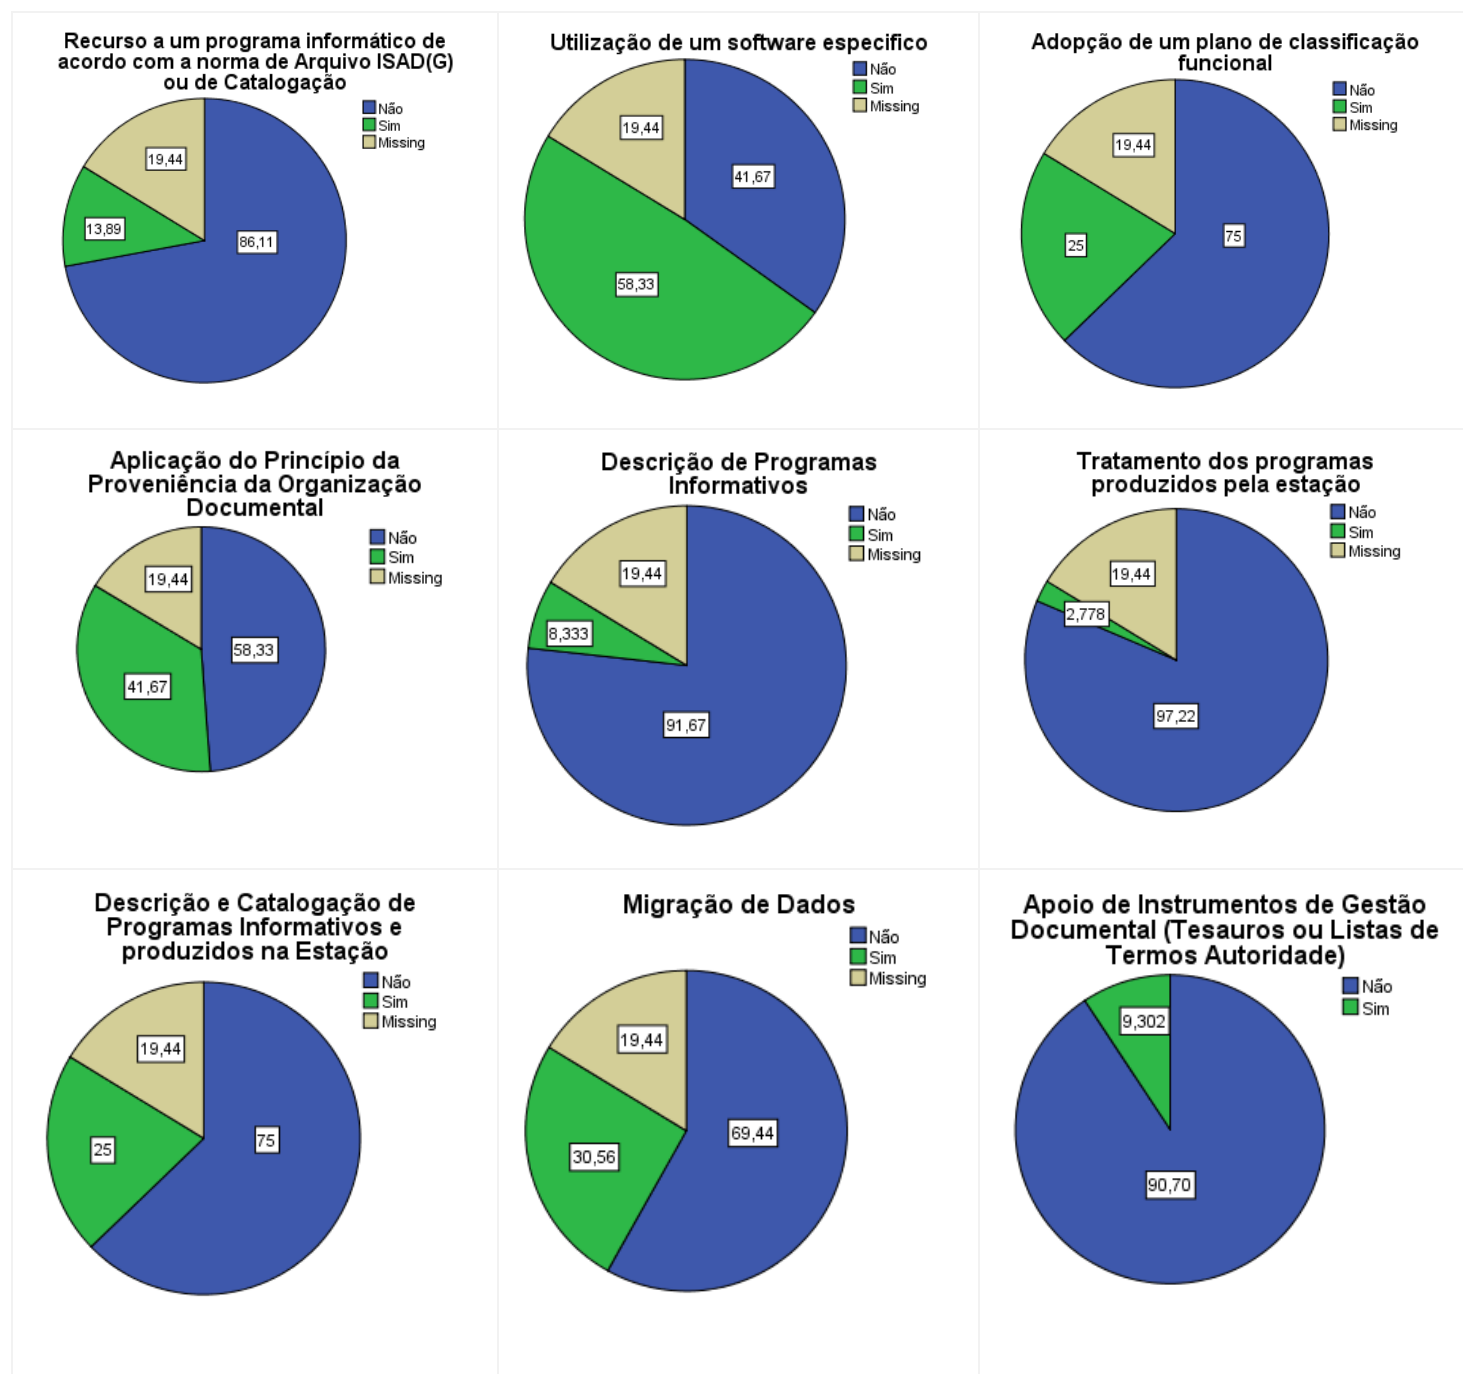 Recurso a um programa informático de
acordo com a norma de Arquivo ISAD(G)
ou de Catalogação
Não
Sim
Missing
19,44
13,89
86,11
Utilização de um software especifico
Não
Sim
Missing
19,44
41,67
58,33
Adopção de um plano de classificação
funcional
Não
Sim
Missing
19,44
25
75
Aplicação do Princípio da
Proveniência da Organização
Documental
Não
Sim
Missing
19,44
58,33
41,67
Descrição de Programas
Informativos
Não
Sim
Missing
19,44
8,333
91,67
Tratamento dos programas
produzidos pela estação
Não
Sim
Missing
19,44
2,778
97,22
Descrição e Catalogação de
Programas Informativos e
produzidos na Estação
Não
Sim
Missing
19,44
25
75
Migração de Dados
Não
Sim
Missing
19,44
69,44
30,56
Apoio de Instrumentos de Gestão
Documental (Tesauros ou Listas de
Termos Autoridade)
Não
Sim
9,302
90,70